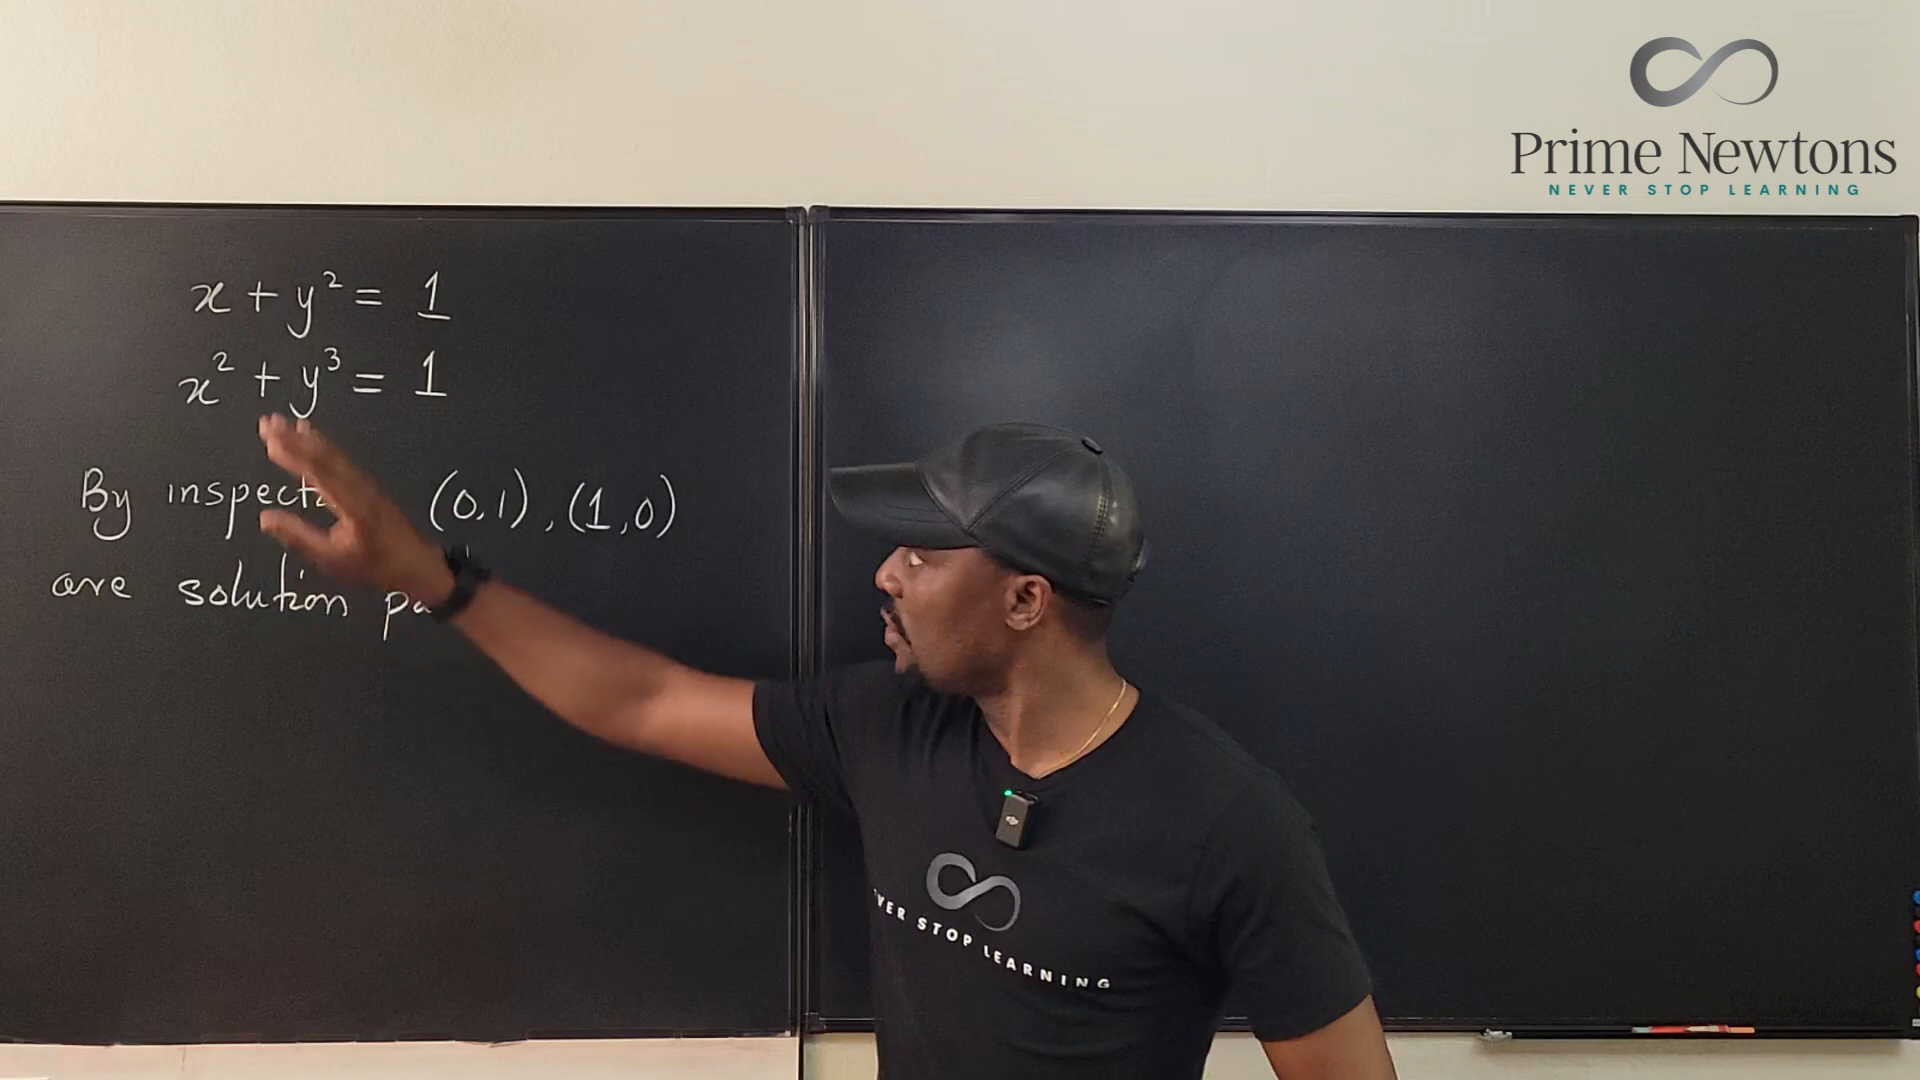 Prime Newtons
NEVER STOP LEARNING
x + y² = 1
x² + y³ = 1
By (0,1), (1,0)
are solution
STOP LEARNING